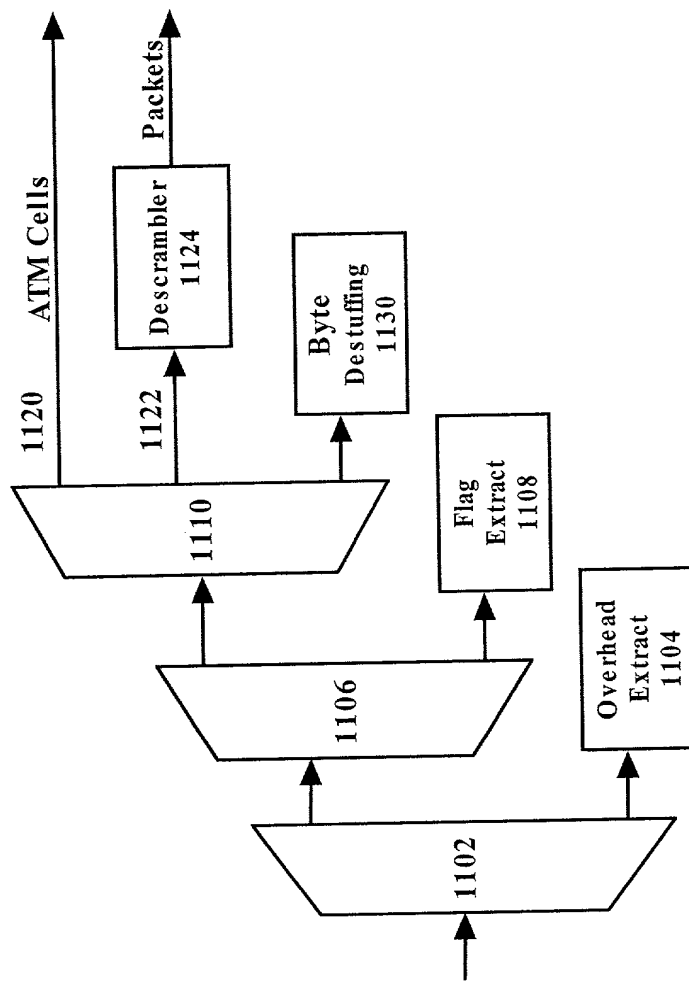 1120
ATM Cells
1122
Descrambler
1124
Packets
1110
Byte
Destuffing
1130
1106
Flag
Extract
1108
1102
Overhead
Extract
1104